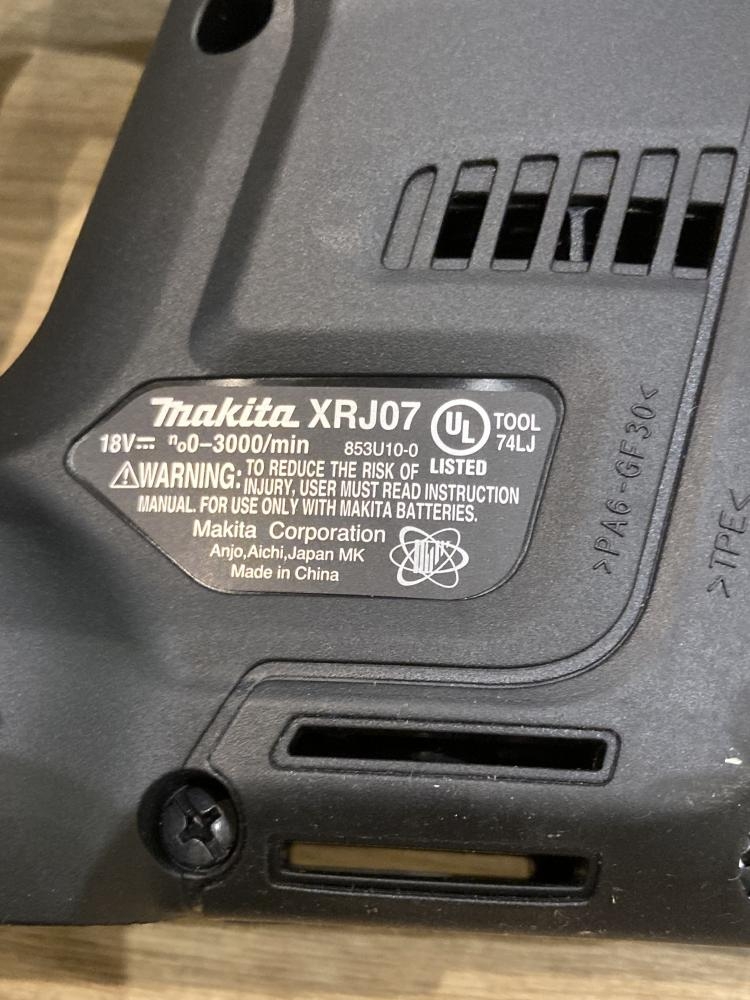 makita XRJ07 UL TOOL
18V⎓ n₀0–3000/min 853U10-0 LISTED 74LJ
⚠WARNING: TO REDUCE THE RISK OF
INJURY, USER MUST READ INSTRUCTION
MANUAL. FOR USE ONLY WITH MAKITA BATTERIES.
Makita Corporation
Anjo,Aichi,Japan MK
Made in China
>PA6-GF30<
>TPE<